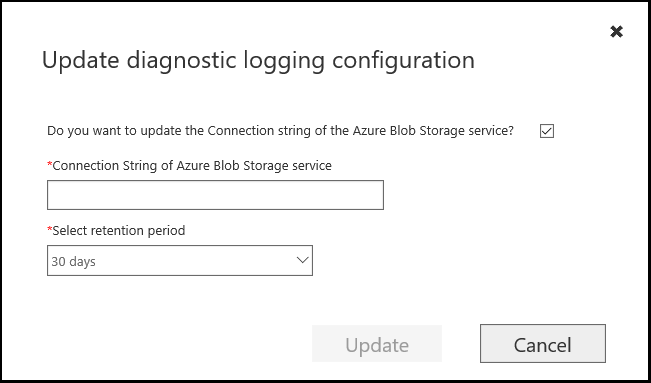 Update diagnostic logging configuration
Do you want to update the Connection string of the Azure Blob Storage service?
*Connection String of Azure Blob Storage service
*Select retention period
30 days
Update
Cancel